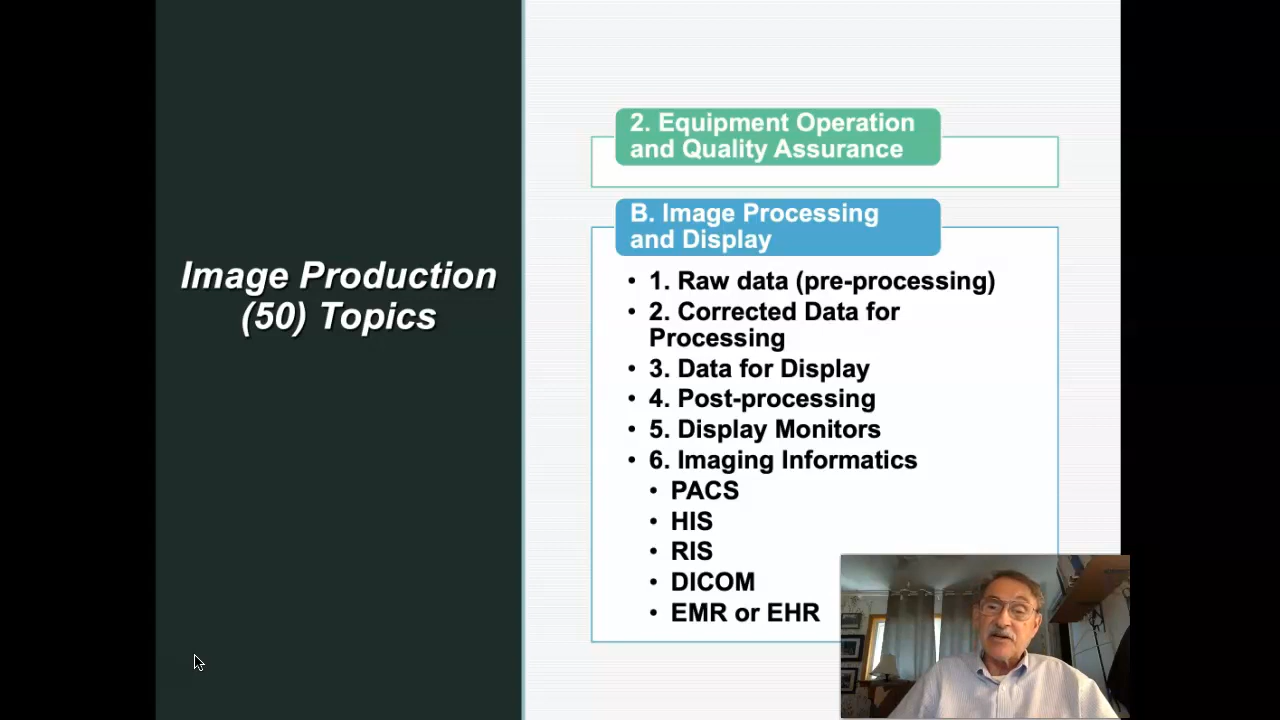 Image Production
(50) Topics
2. Equipment Operation
and Quality Assurance
B. Image Processing
and Display
• 1. Raw data (pre-processing)
• 2. Corrected Data for
Processing
• 3. Data for Display
• 4. Post-processing
• 5. Display Monitors
• 6. Imaging Informatics
• PACS
• HIS
• RIS
• DICOM
• EMR or EHR